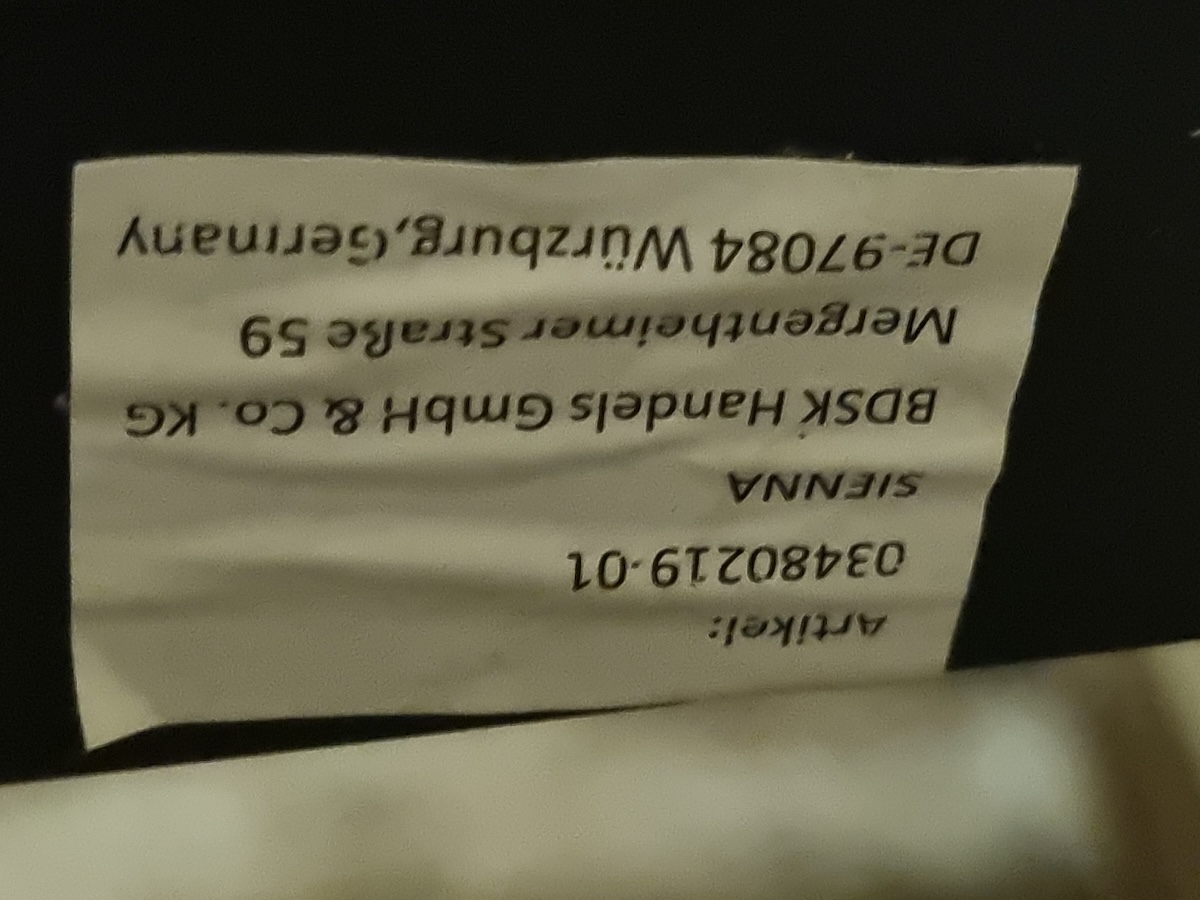 Artikel:
03480219-01
SIENNA
BDSK Handels GmbH & Co. KG
Mergentheimer Straße 59
DE-97084 Würzburg, Germany